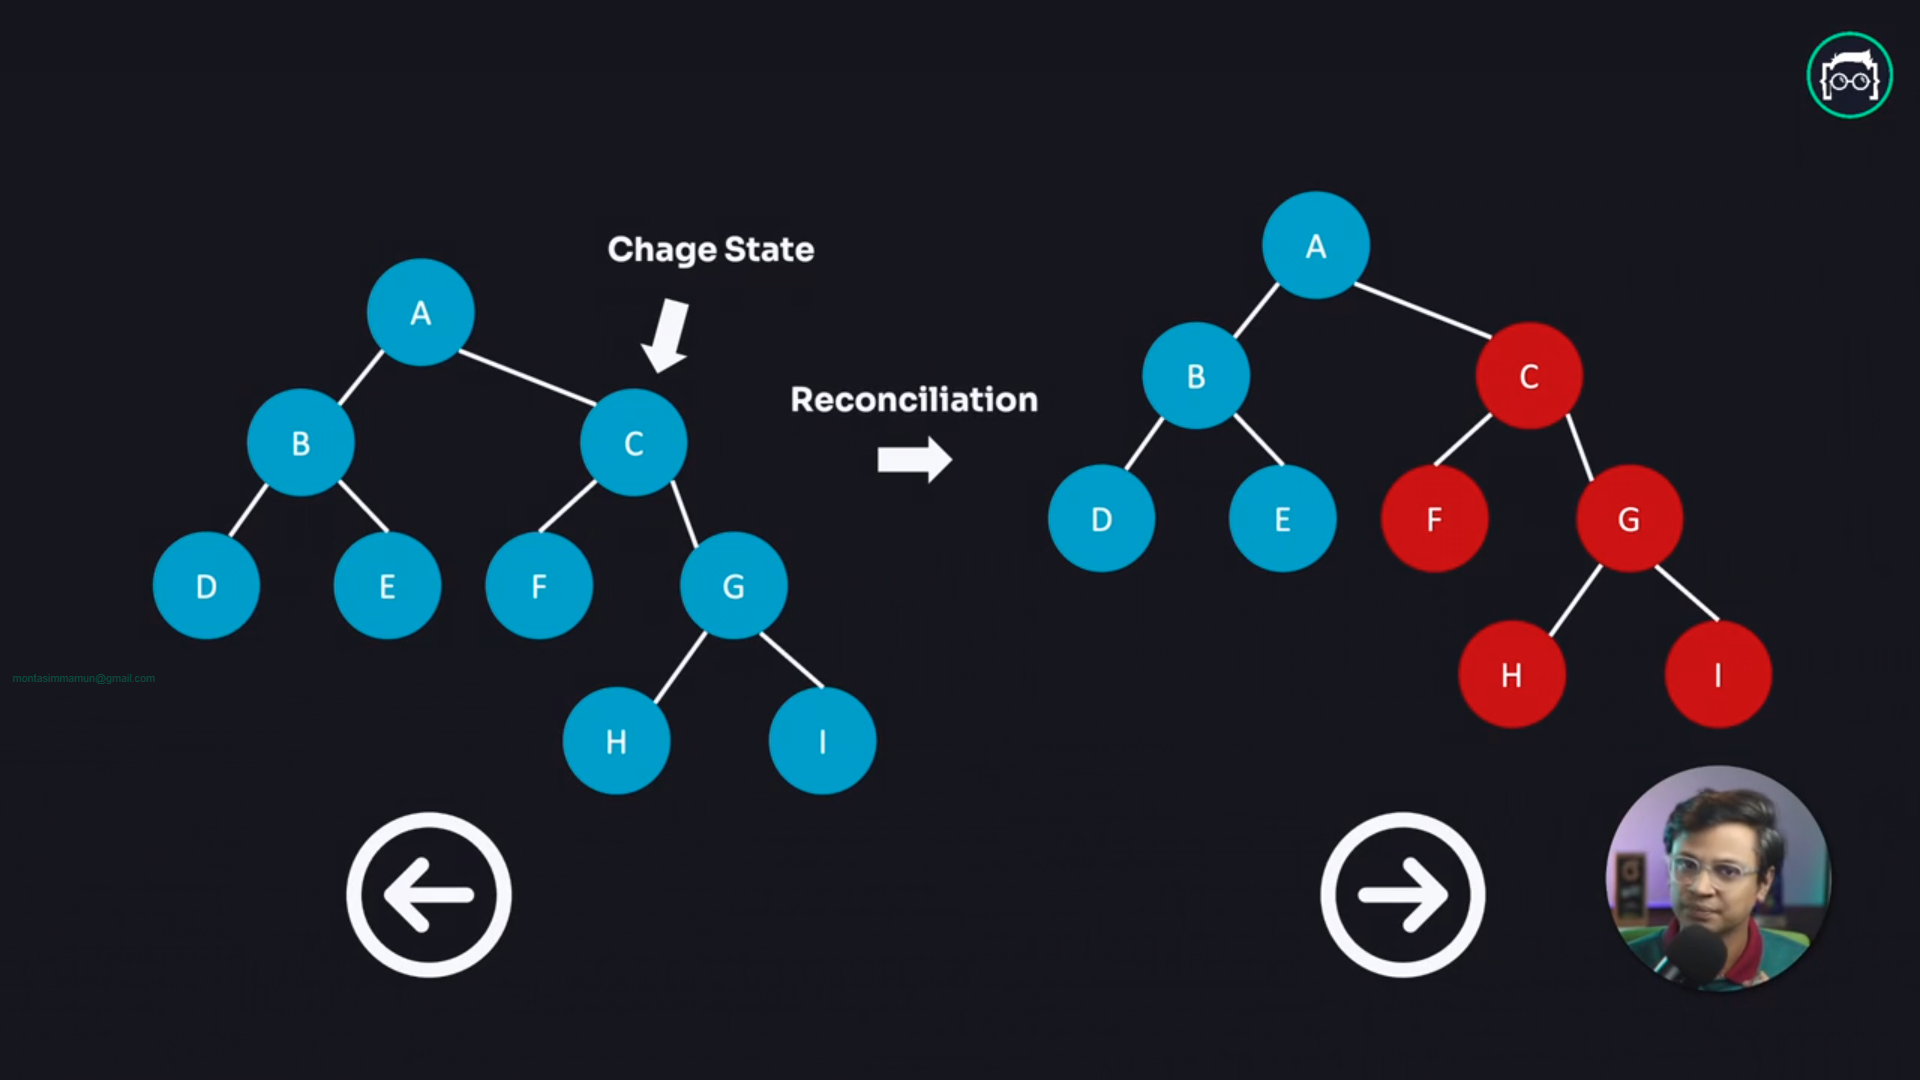 Chage State
Reconciliation
A
B
C
D
E
F
G
H
I
A
B
C
D
E
F
G
H
I
montasimmamun@gmail.com